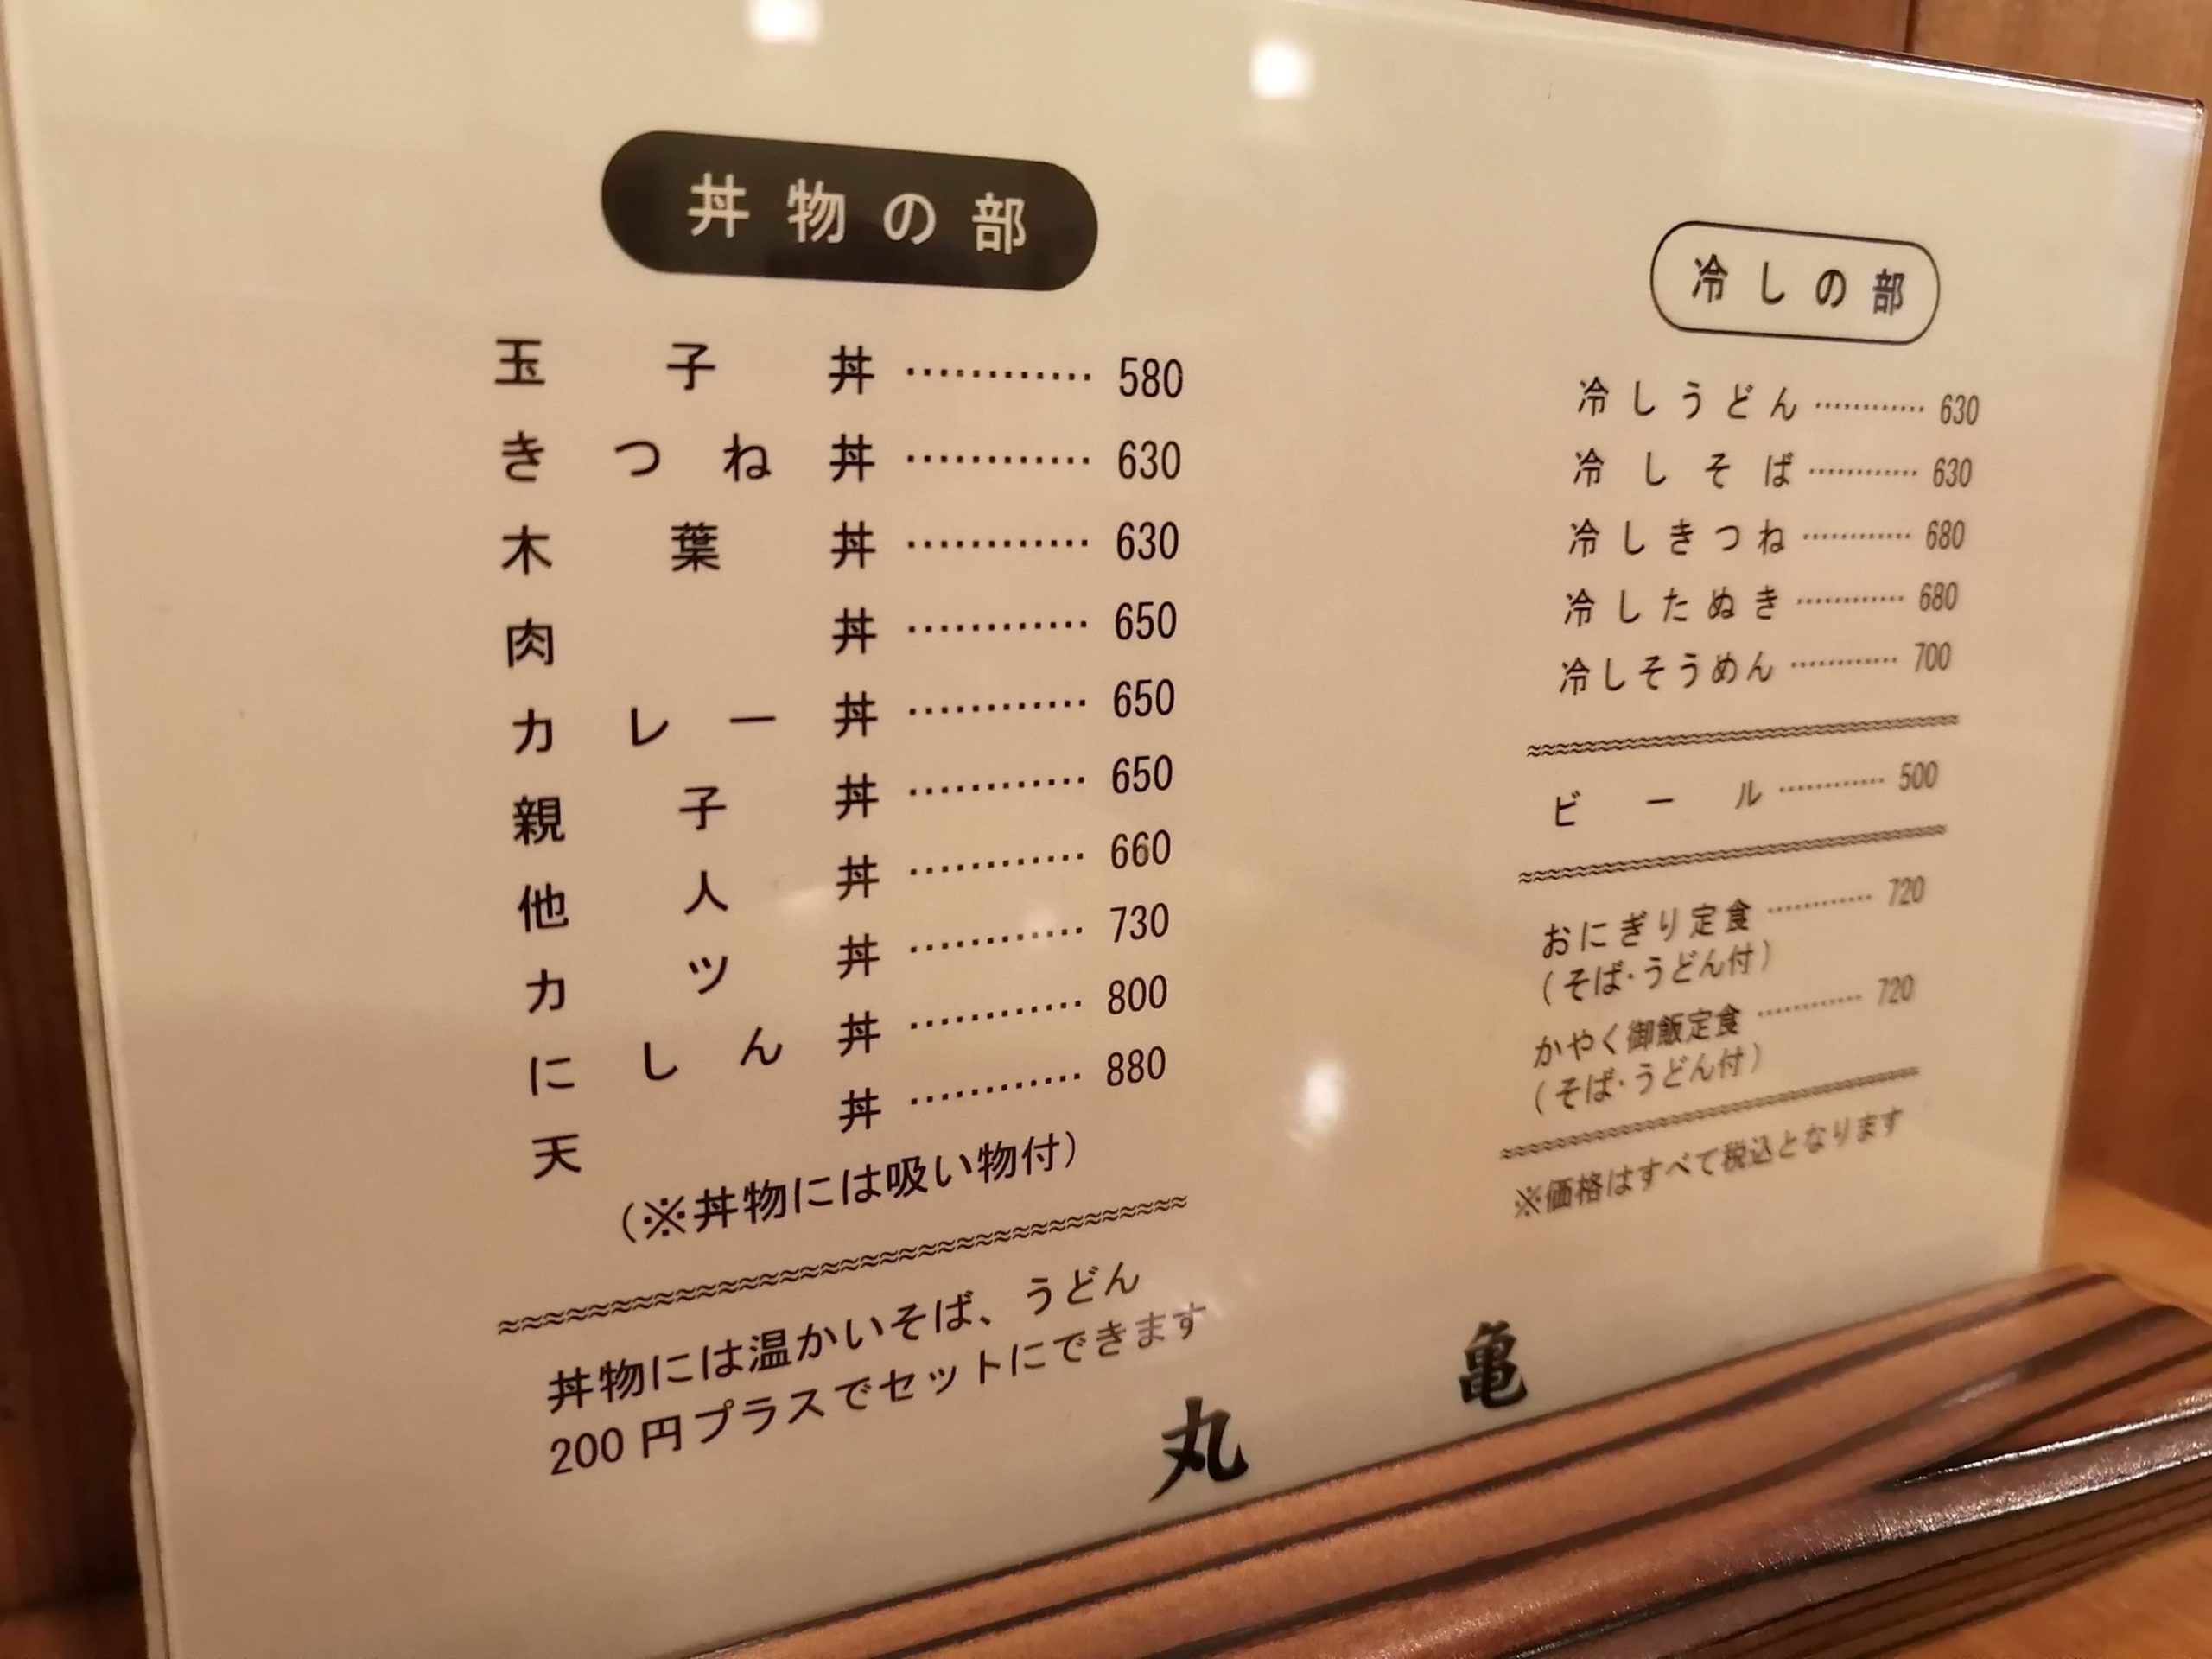 丼物の部
玉子丼…………580
きつね丼…………630
木葉丼…………630
肉丼…………650
カレー丼…………650
親子丼…………650
他人丼…………660
カツ丼…………730
にしん丼…………800
天丼…………880
（※丼物には吸い物付）
丼物には温かいそば、うどん
200円プラスでセットにできます
冷しの部
冷しうどん…………630
冷しそば…………630
冷しきつね…………680
冷したぬき…………680
冷しそうめん…………700
ビール…………500
おにぎり定食…………720
（そば・うどん付）
かやく御飯定食…………720
（そば・うどん付）
※価格はすべて税込となります
丸亀